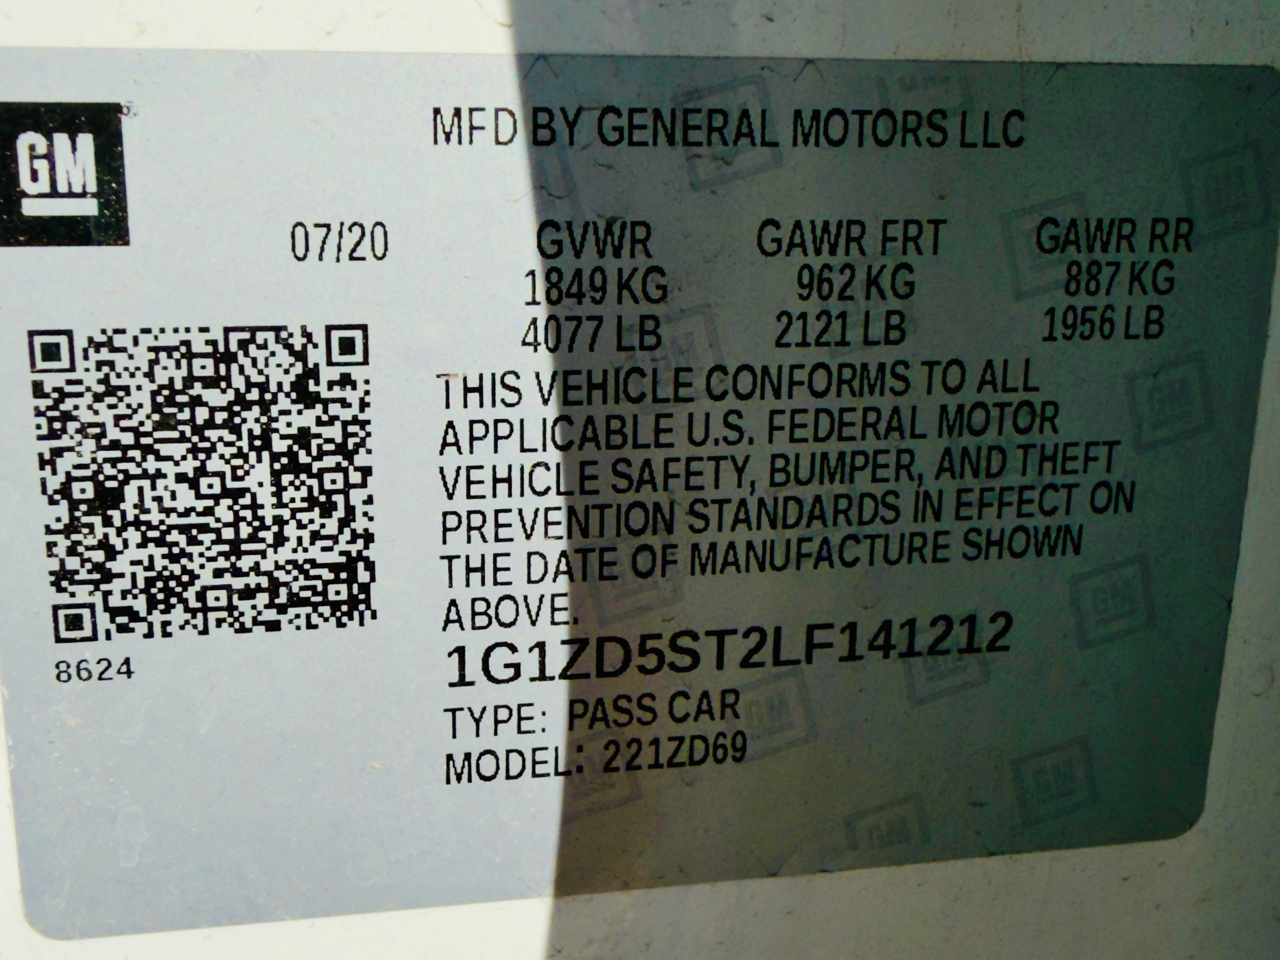 GM
MFD BY GENERAL MOTORS LLC
07/20 GVWR GAWR FRT GAWR RR
1849 KG 962 KG 887 KG
4077 LB 2121 LB 1956 LB
THIS VEHICLE CONFORMS TO ALL
APPLICABLE U.S. FEDERAL MOTOR
VEHICLE SAFETY, BUMPER, AND THEFT
PREVENTION STANDARDS IN EFFECT ON
THE DATE OF MANUFACTURE SHOWN
ABOVE.
1G1ZD5ST2LF141212
8624
TYPE: PASS CAR
MODEL: 221ZD69